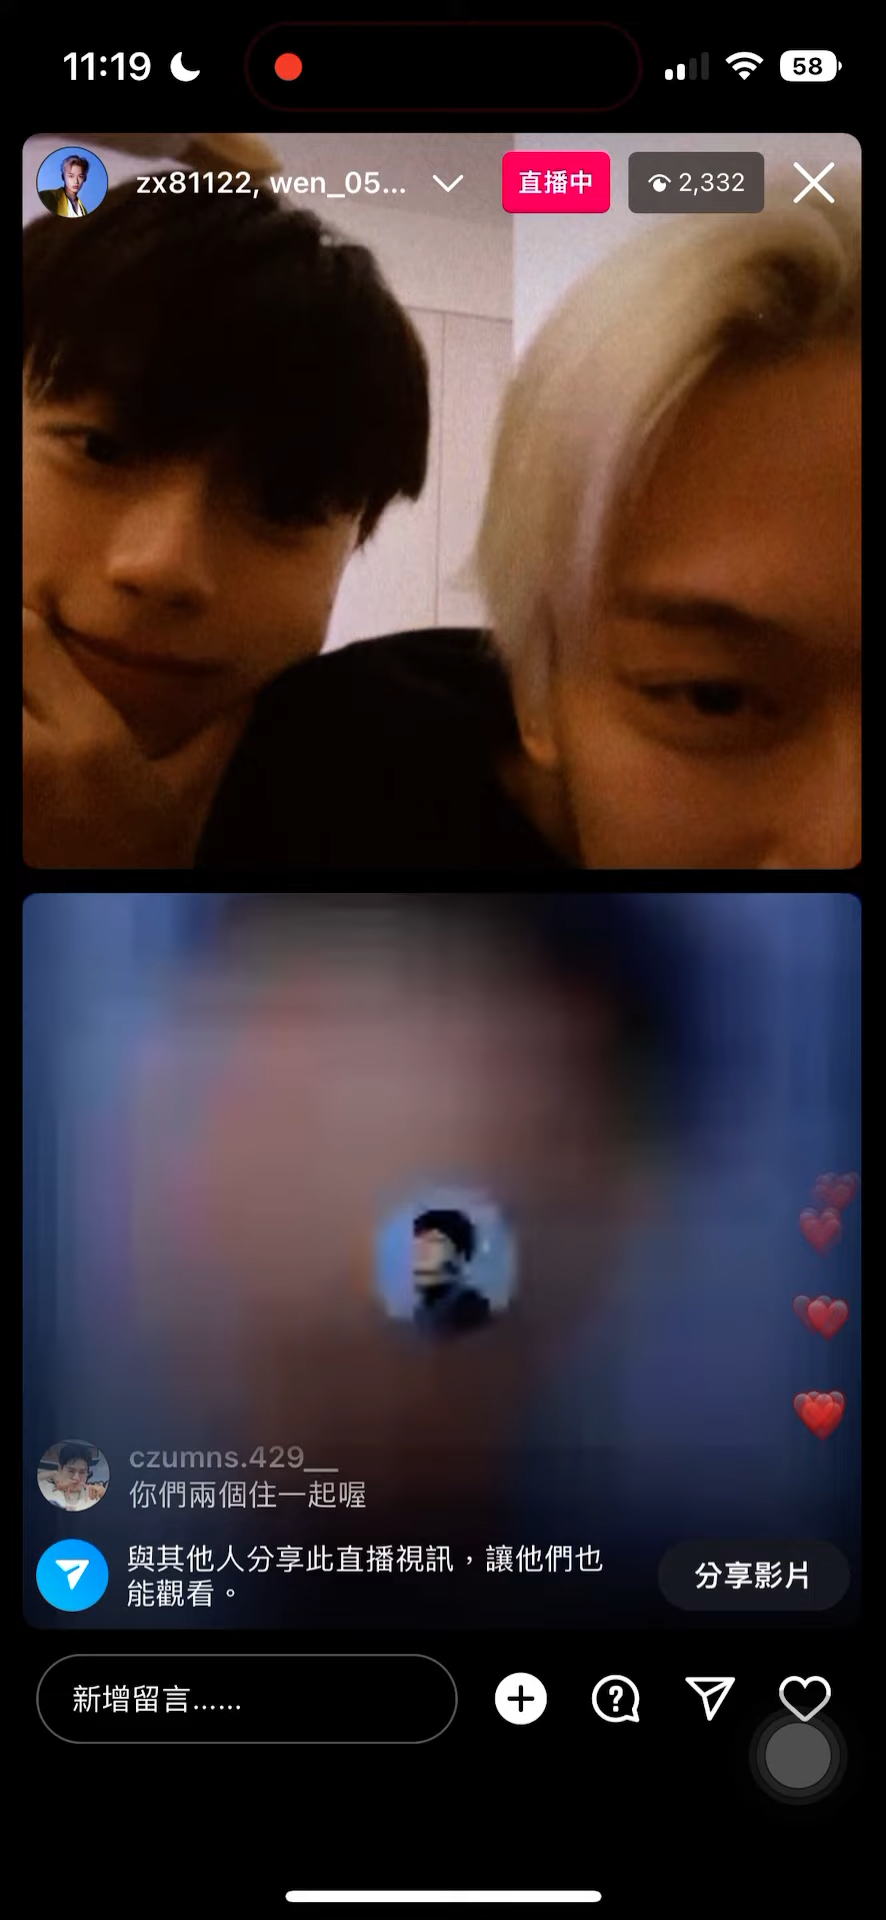 11:19
58
zx81122, wen_05...
直播中
2,332
czumns.429__
你們兩個住一起喔
與其他人分享此直播視訊，讓他們也
能觀看。
分享影片
新增留言......